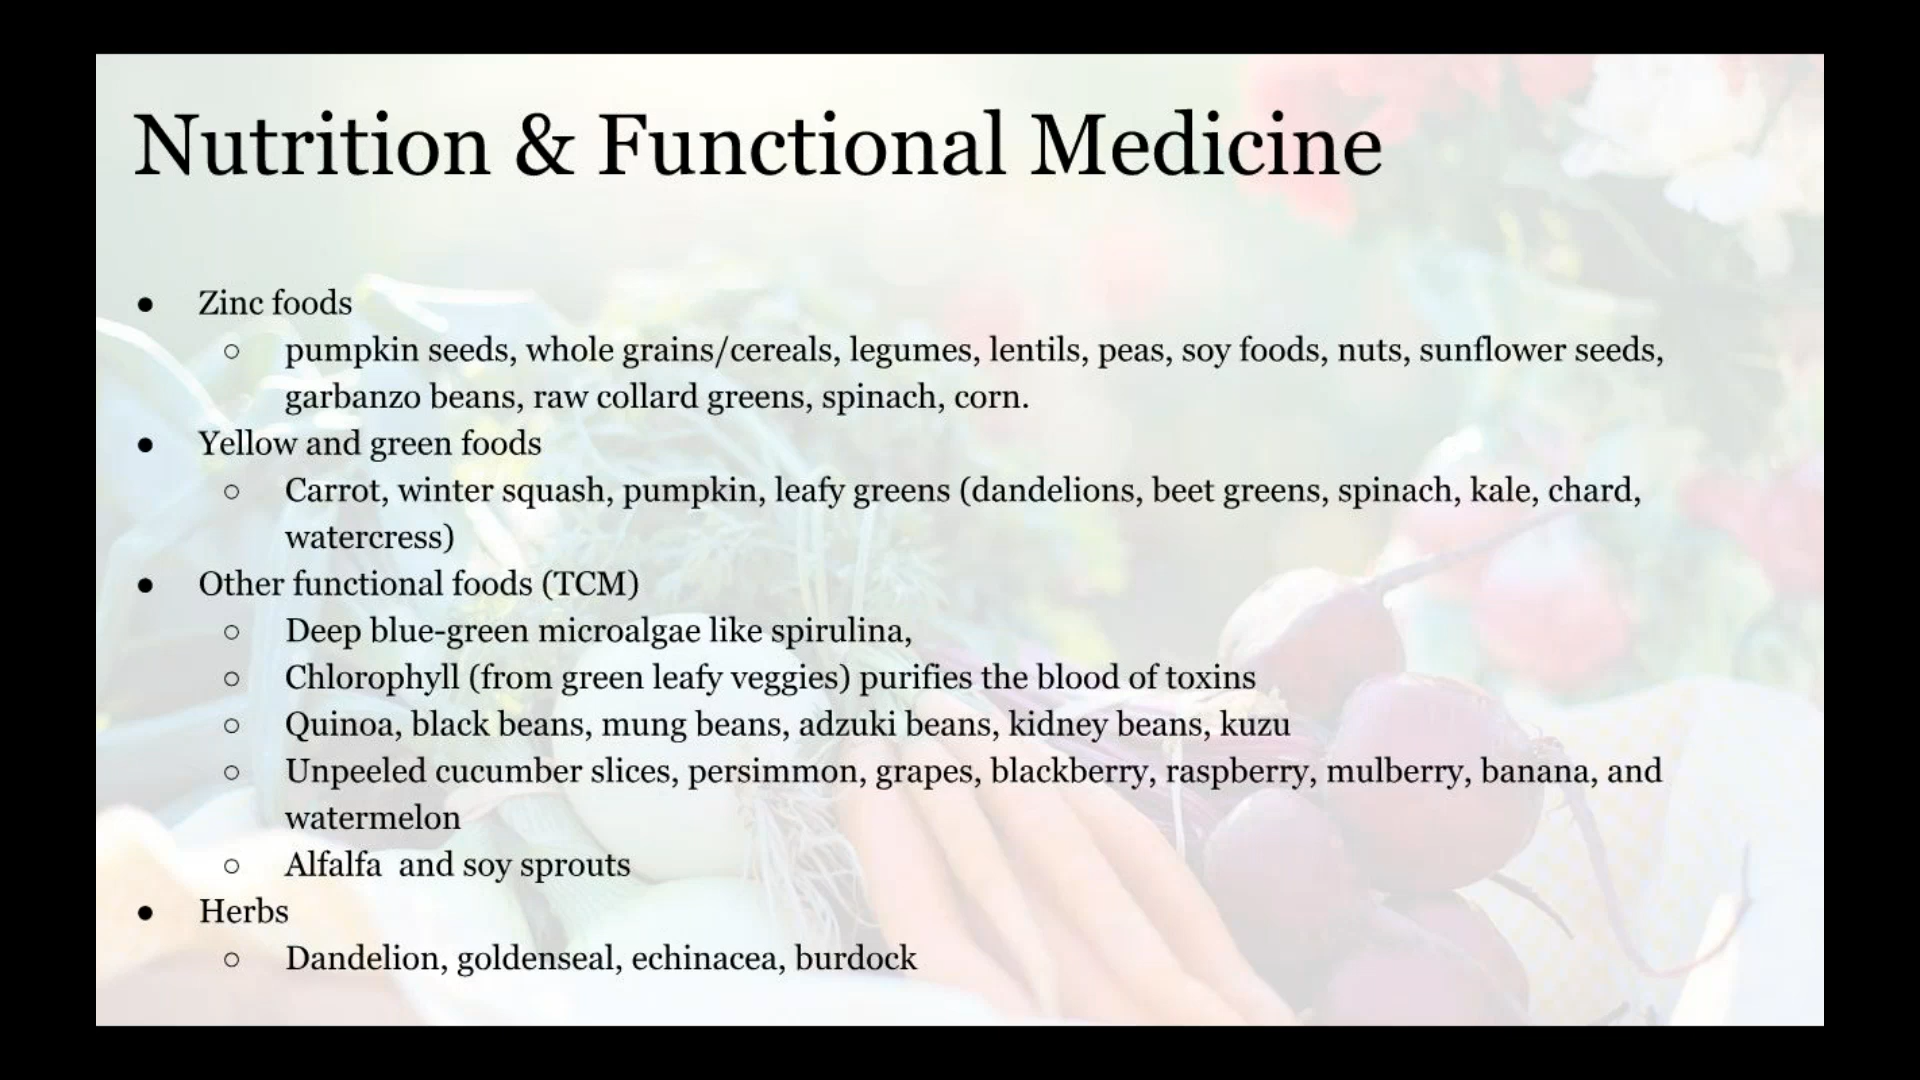 Nutrition & Functional Medicine
● Zinc foods
○ pumpkin seeds, whole grains/cereals, legumes, lentils, peas, soy foods, nuts, sunflower seeds,
garbanzo beans, raw collard greens, spinach, corn.
● Yellow and green foods
○ Carrot, winter squash, pumpkin, leafy greens (dandelions, beet greens, spinach, kale, chard,
watercress)
● Other functional foods (TCM)
○ Deep blue-green microalgae like spirulina,
○ Chlorophyll (from green leafy veggies) purifies the blood of toxins
○ Quinoa, black beans, mung beans, adzuki beans, kidney beans, kuzu
○ Unpeeled cucumber slices, persimmon, grapes, blackberry, raspberry, mulberry, banana, and
watermelon
○ Alfalfa  and soy sprouts
● Herbs
○ Dandelion, goldenseal, echinacea, burdock